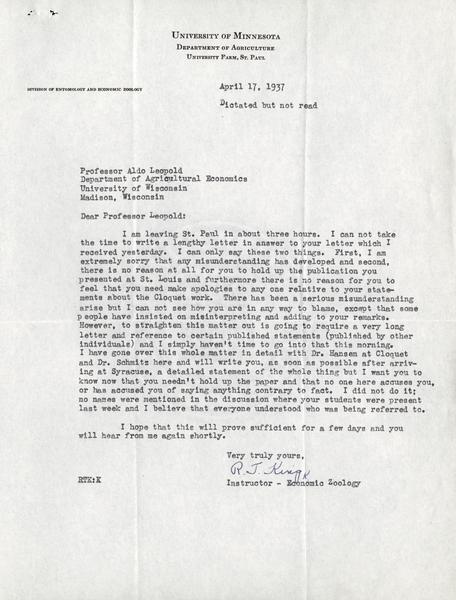 UNIVERSITY OF MINNESOTA
DEPARTMENT OF AGRICULTURE
UNIVERSITY FARM, ST. PAUL
DIVISION OF ENTOMOLOGY AND ECONOMIC ZOOLOGY
April 17, 1937
Dictated but not read
Professor Aldo Leopold
Department of Agricultural Economics
University of Wisconsin
Madison, Wisconsin
Dear Professor Leopold:
I am leaving St. Paul in about three hours. I can not take
the time to write a lengthy letter in answer to your letter which I
received yesterday. I can only say these two things. First, I am
extremely sorry that any misunderstanding has developed and second,
there is no reason at all for you to hold up the publication you
presented at St. Louis and furthermore there is no reason for you to
feel that you need make apologies to any one relative to your state-
ments about the Cloquet work. There has been a serious misunderstanding
arise but I can not see how you are in any way to blame, except that some
people have insisted on misinterpreting and adding to your remarks.
However, to straighten this matter out is going to require a very long
letter and reference to certain published statements (published by other
individuals) and I simply haven't time to go into that this morning.
I have gone over this whole matter in detail with Dr. Hansen at Cloquet
and Dr. Schmitz here and will write you, as soon as possible after arriv-
ing at Syracuse, a detailed statement of the whole thing but I want you to
know now that you needn't hold up the paper and that no one here accuses you,
or has accused you of saying anything contrary to fact. I did not do it;
no names were mentioned in the discussion where your students were present
last week and I believe that everyone understood who was being referred to.
I hope that this will prove sufficient for a few days and you
will hear from me again shortly.
Very truly yours,
R. T. King
RTK:K
Instructor - Economic Zoology